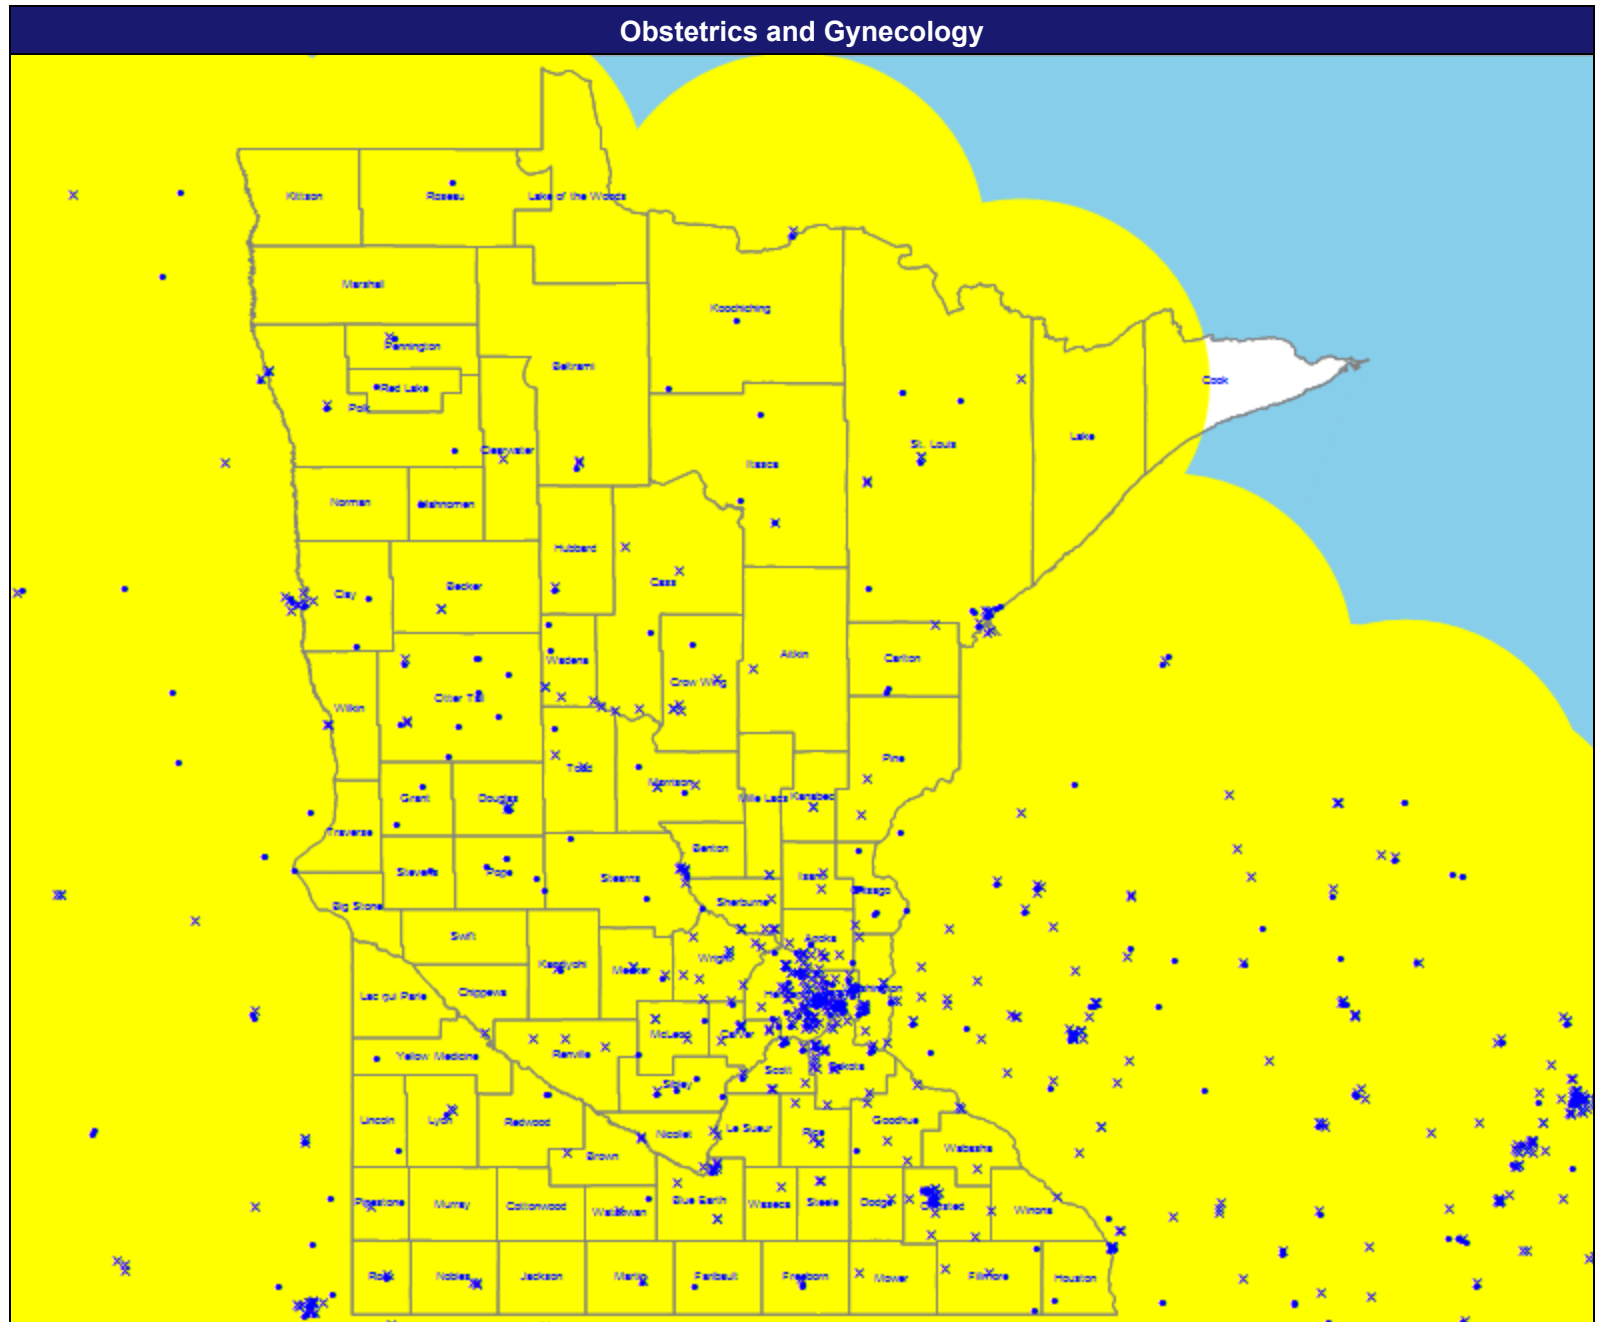 Obstetrics and Gynecology
Kittson
Roseau
Lake of the Woods
Marshall
Koochiching
Pennington
Beltrami
Cook
Red Lake
Polk
Lake
St. Louis
Clearwater
Itasca
Norman
Mahnomen
Hubbard
Cass
Becker
Clay
Aitkin
Carlton
Wadena
Crow Wing
Otter Tail
Wilkin
Pine
Todd
Morrison
Mille Lacs
Kanabec
Grant
Douglas
Traverse
Benton
Stevens
Pope
Stearns
Isanti
Chisago
Sherburne
Big Stone
Swift
Anoka
Wright
Kandiyohi
Meeker
Lac qui Parle
Chippewa
McLeod
Carver
Renville
Yellow Medicine
Scott
Dakota
Sibley
Lincoln
Lyon
Redwood
Le Sueur
Rice
Goodhue
Nicollet
Brown
Wabasha
Pipestone
Murray
Cottonwood
Watonwan
Blue Earth
Waseca
Steele
Dodge
Olmsted
Winona
Rock
Nobles
Jackson
Martin
Faribault
Freeborn
Mower
Fillmore
Houston